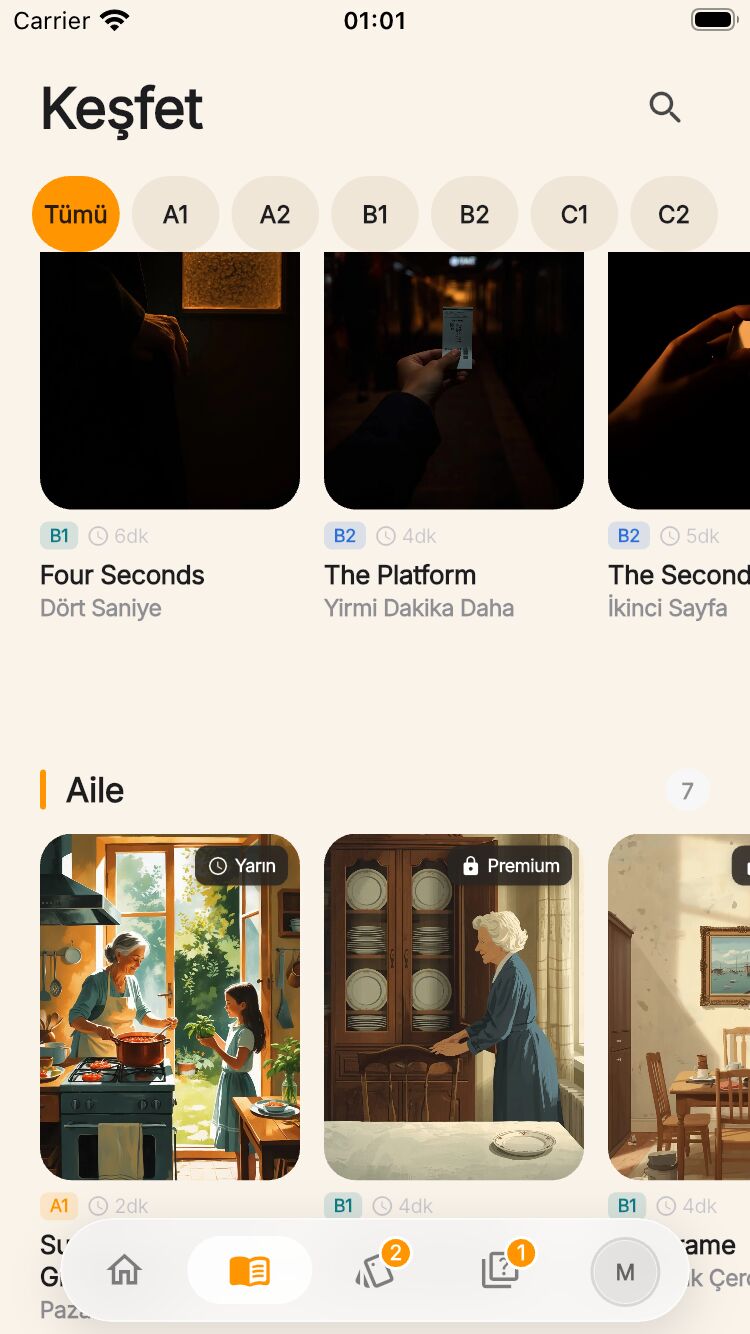 Carrier 01:01
Keşfet
Tümü A1 A2 B1 B2 C1 C2
B1 6dk B2 4dk B2 5dk
Four Seconds The Platform The Second
Dört Saniye Yirmi Dakika Daha İkinci Sayfa
Aile 7
Yarın Premium
A1 2dk B1 4dk B1 4dk
2 1
M